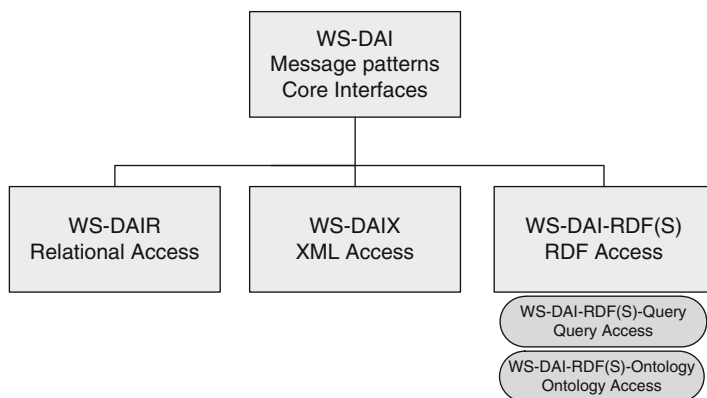 WS-DAI
Message patterns
Core Interfaces
WS-DAIR
Relational Access
WS-DAIX
XML Access
WS-DAI-RDF(S)
RDF Access
WS-DAI-RDF(S)-Query
Query Access
WS-DAI-RDF(S)-Ontology
Ontology Access